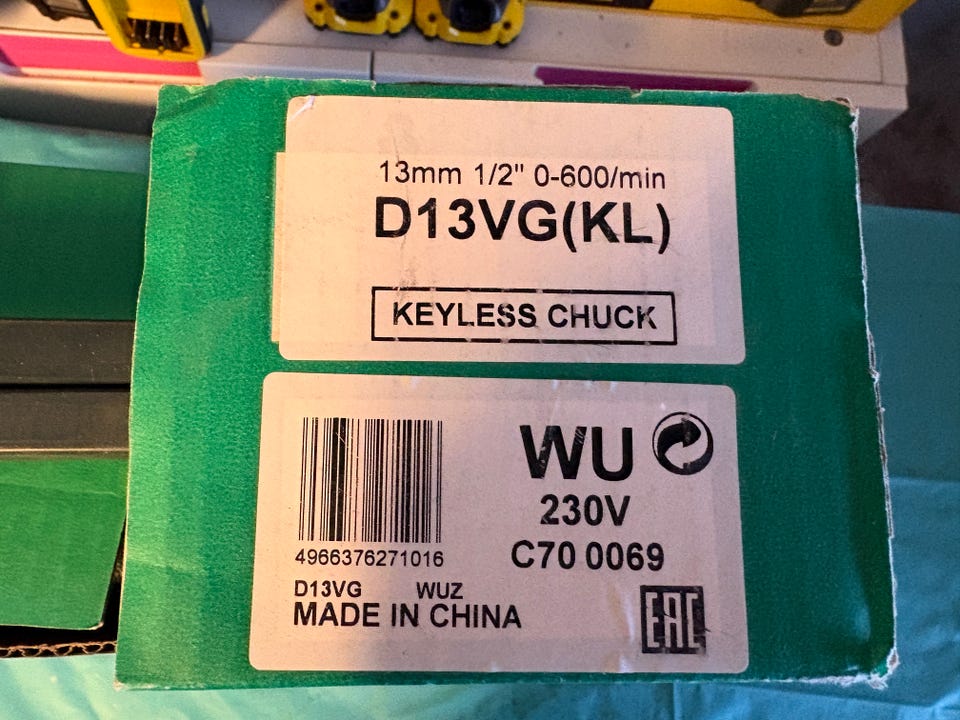 13mm 1/2" 0-600/min
D13VG(KL)
KEYLESS CHUCK
WU
230V
C70 0069
4966376271016
D13VG WUZ
MADE IN CHINA
EAC